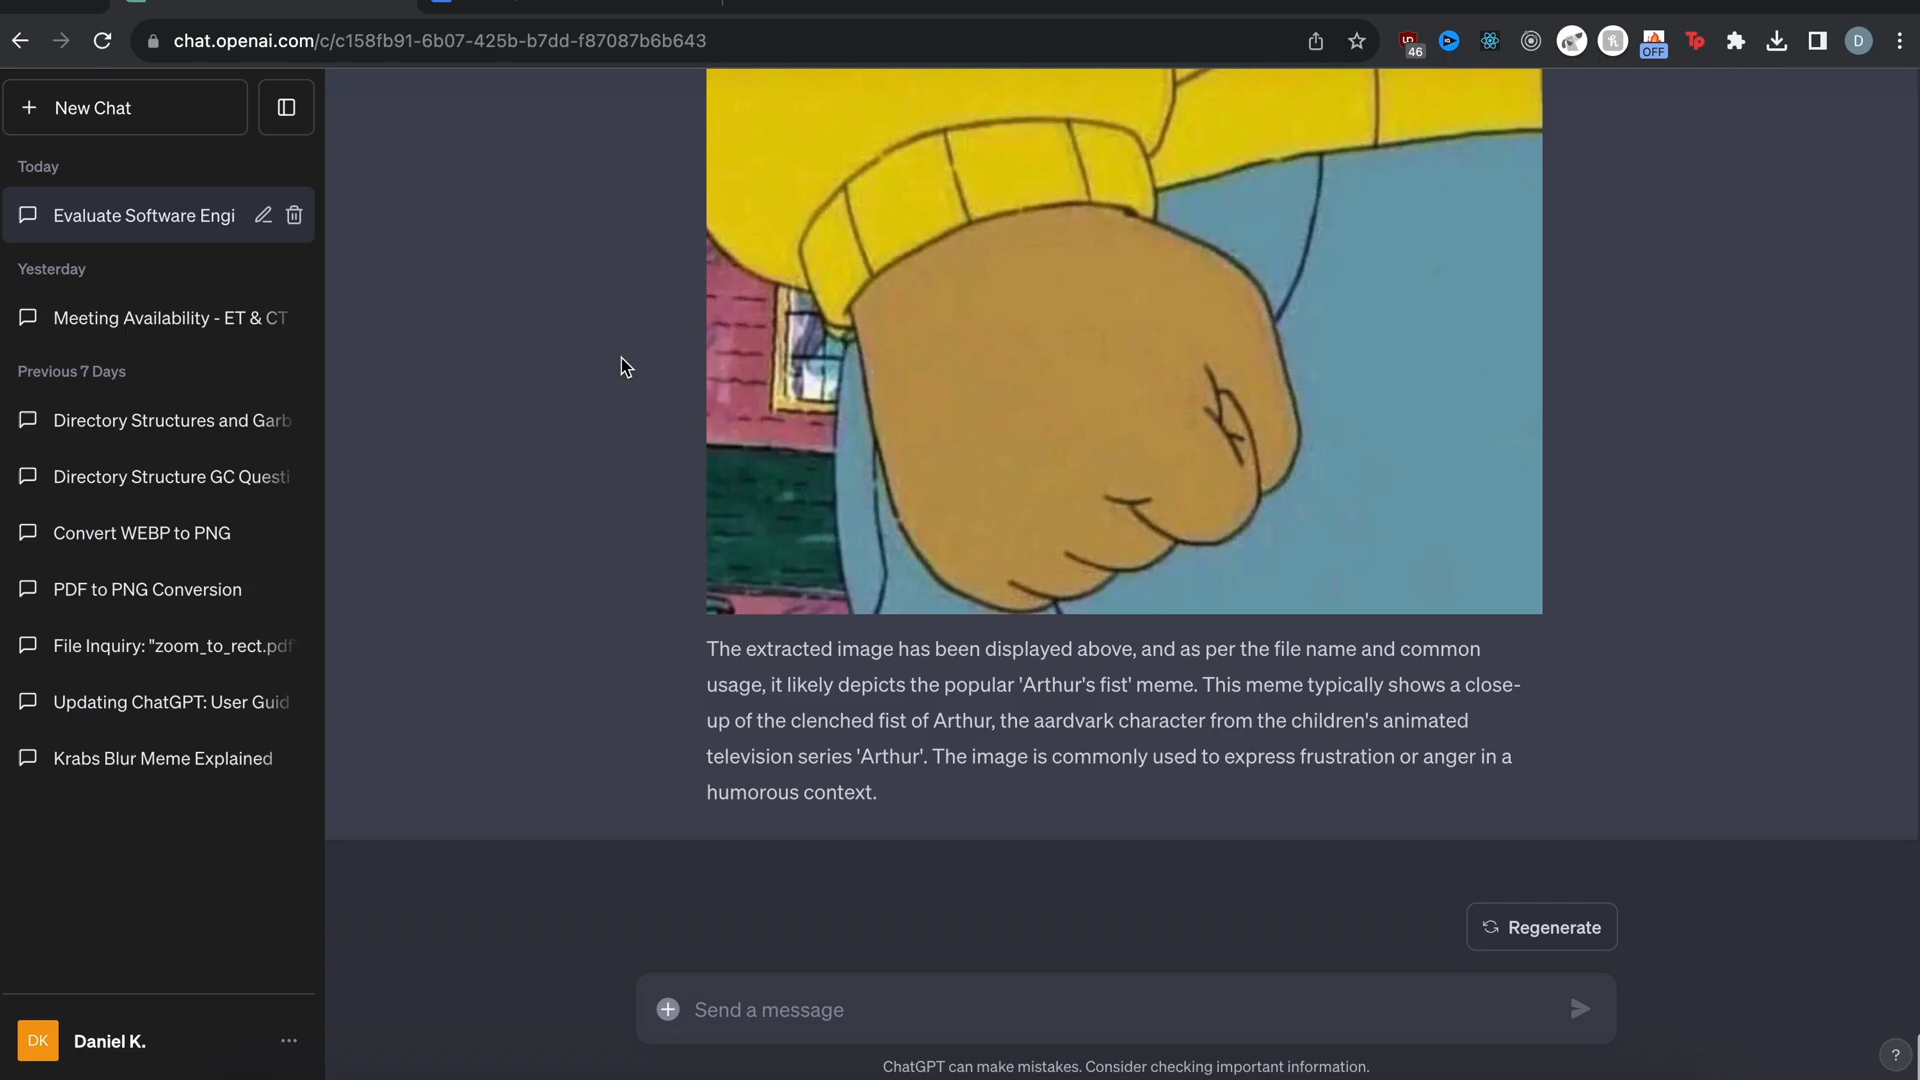 chat.openai.com/c/c158fb91-6b07-425b-b7dd-f87087b6b643
46
OFF
D
New Chat
Today
Evaluate Software Engi
Yesterday
Meeting Availability - ET & CT
Previous 7 Days
Directory Structures and Garb
Directory Structure GC Questi
Convert WEBP to PNG
PDF to PNG Conversion
File Inquiry: "zoom_to_rect.pdf"
Updating ChatGPT: User Guid
Krabs Blur Meme Explained
The extracted image has been displayed above, and as per the file name and common
usage, it likely depicts the popular 'Arthur's fist' meme. This meme typically shows a close-
up of the clenched fist of Arthur, the aardvark character from the children's animated
television series 'Arthur'. The image is commonly used to express frustration or anger in a
humorous context.
Regenerate
Send a message
DK
Daniel K.
ChatGPT can make mistakes. Consider checking important information.
?